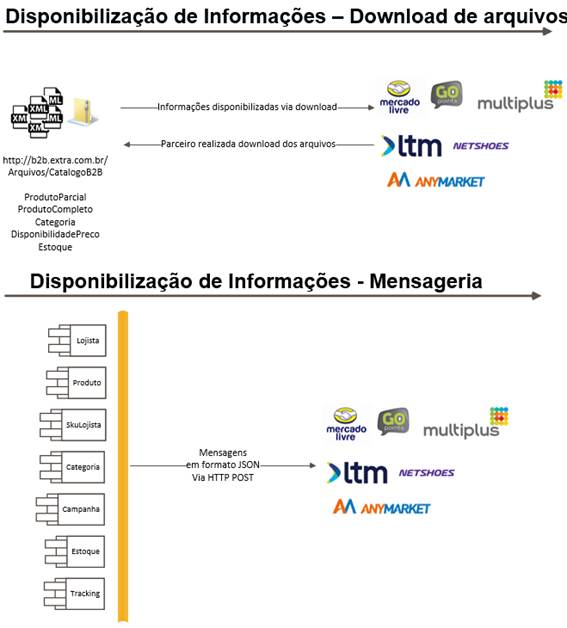 Disponibilização de Informações – Download de arquivos
XML
XML
XML
XML
http://b2b.extra.com.br/
Arquivos/CatalogoB2B
ProdutoParcial
ProdutoCompleto
Categoria
DisponibilidadePreco
Estoque
Informações disponibilizadas via download
Parceiro realizada download dos arquivos
mercado
livre
GO
points
multiplus
ltm
NETSHOES
ANYMARKET
Disponibilização de Informações - Mensageria
Lojista
Produto
SkuLojista
Categoria
Campanha
Estoque
Tracking
Mensagens
em formato JSON
Via HTTP POST
mercado
livre
GO
points
multiplus
ltm
NETSHOES
ANYMARKET